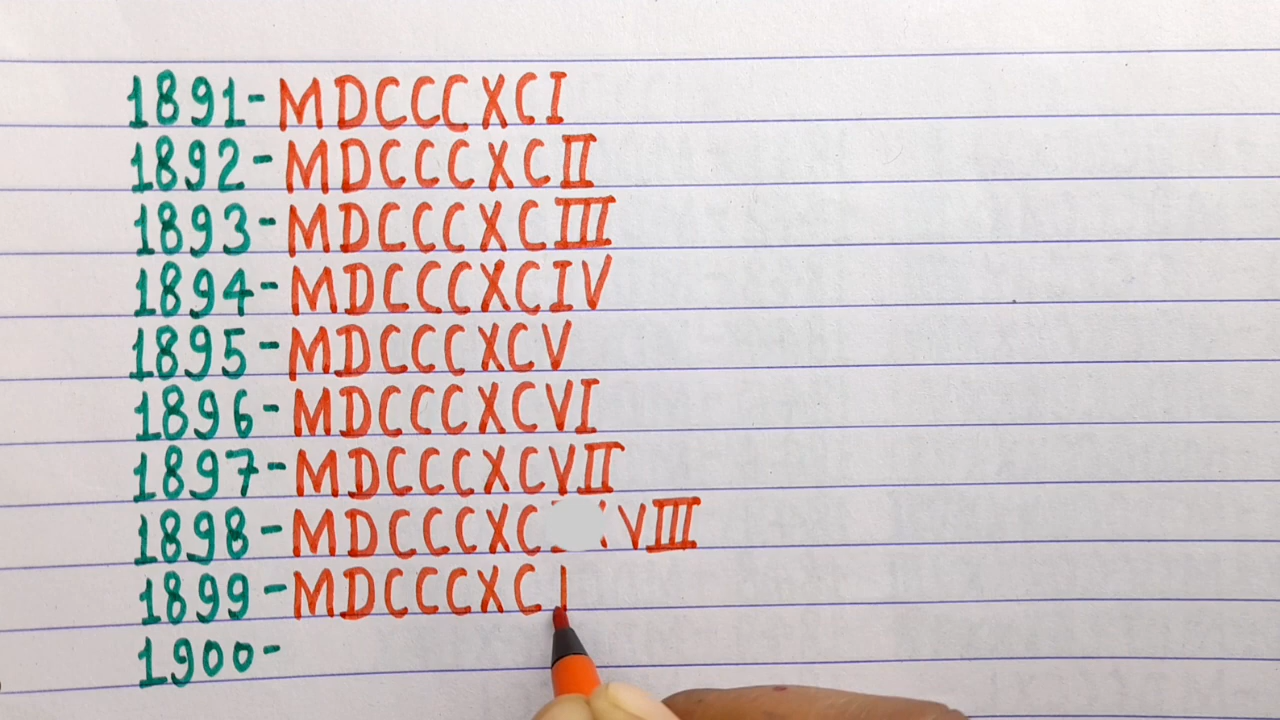 1891-MDCCCXCI
1892-MDCCCXCII
1893-MDCCCXCIII
1894-MDCCCXCIV
1895-MDCCCXCV
1896-MDCCCXCVI
1897-MDCCCXCVII
1898-MDCCCXC VIII
1899-MDCCCXCI
1900-